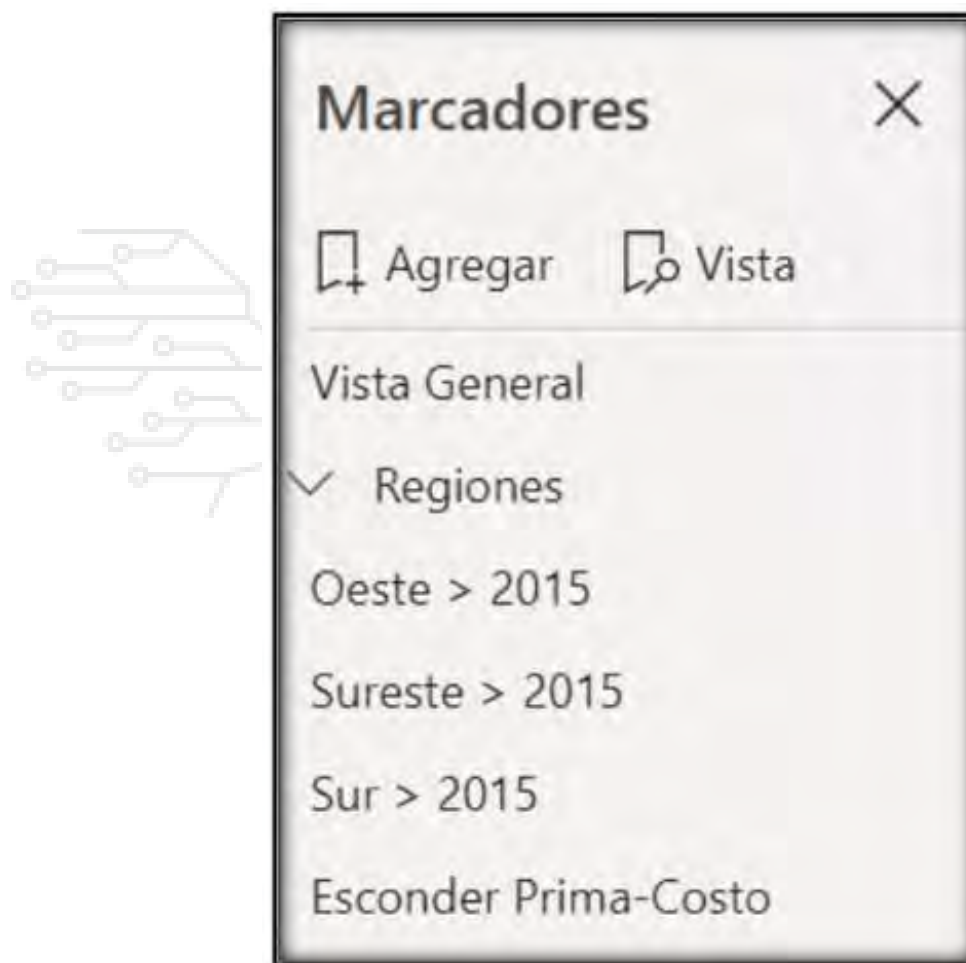 Marcadores
Agregar Vista
Vista General
Regiones
Oeste > 2015
Sureste > 2015
Sur > 2015
Esconder Prima-Costo